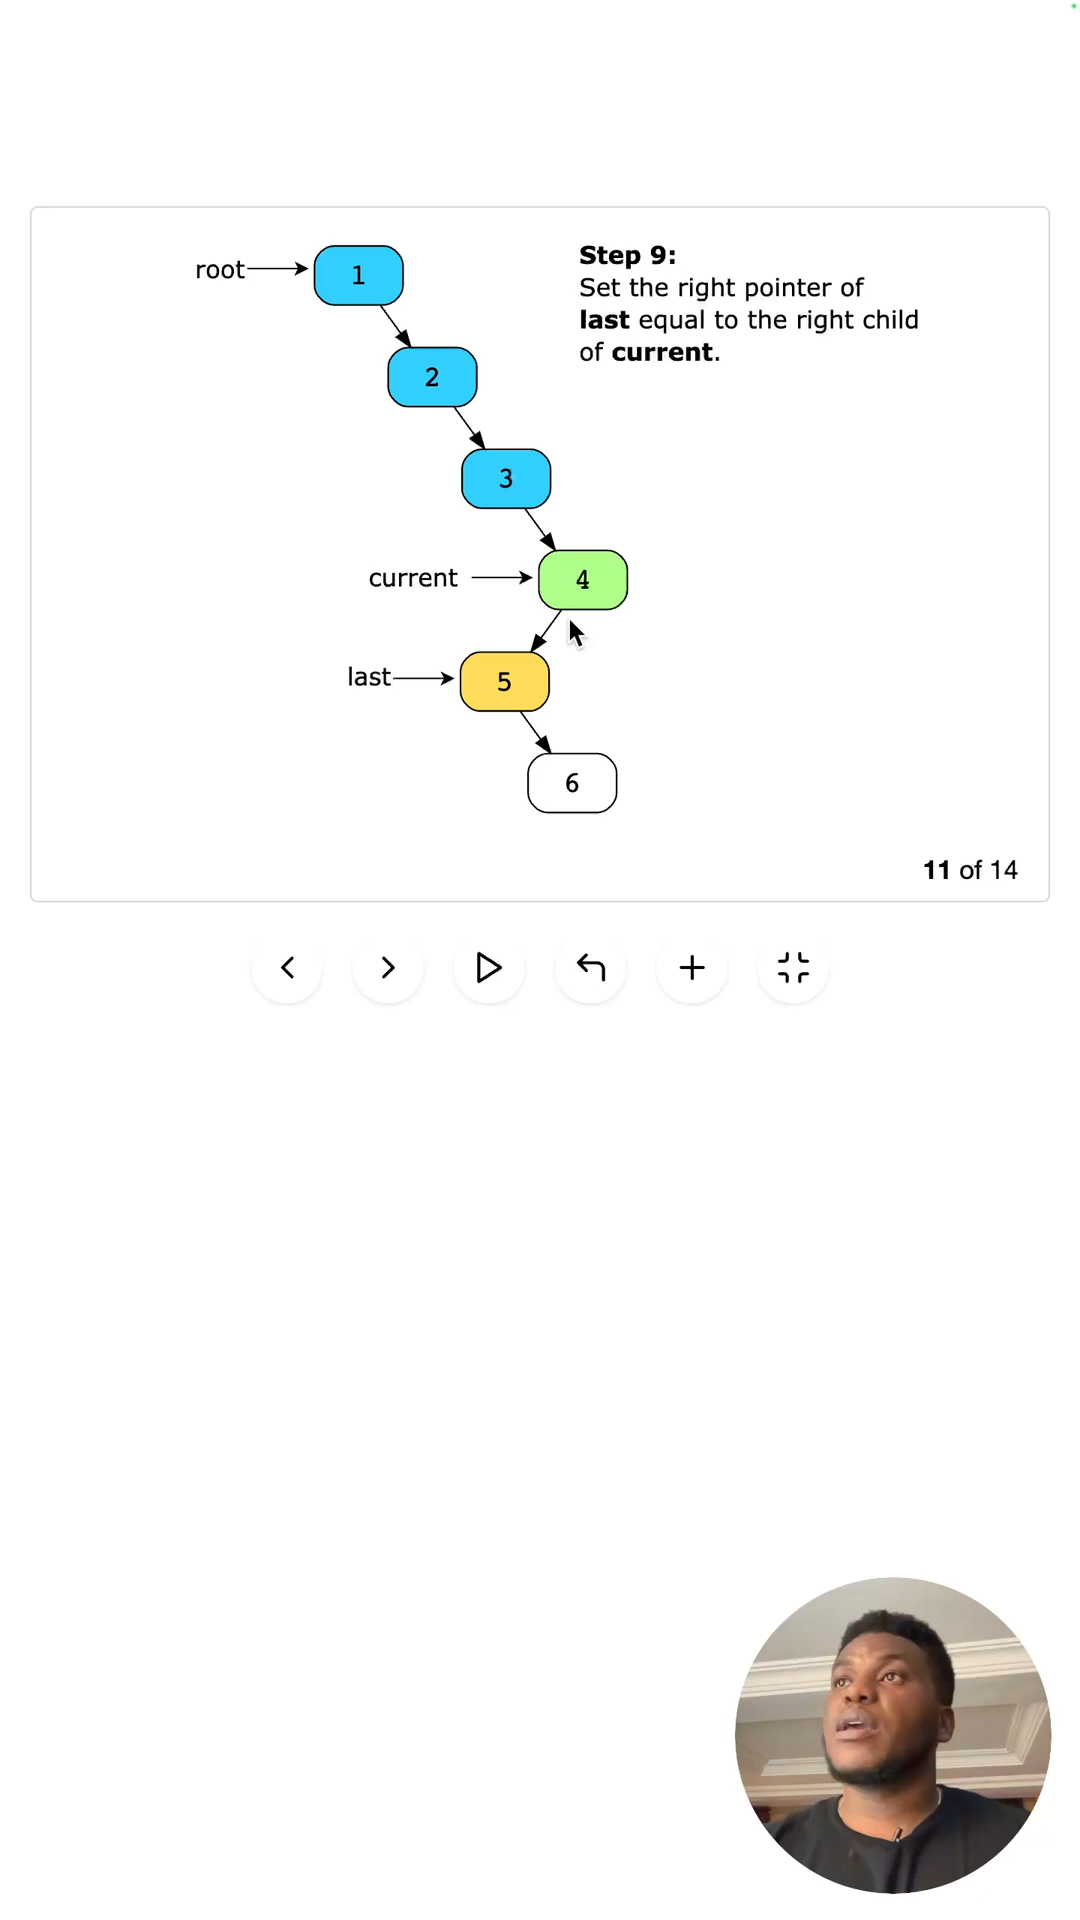 root
1
Step 9:
Set the right pointer of
last equal to the right child
of current.
2
3
current
4
last
5
6
11 of 14